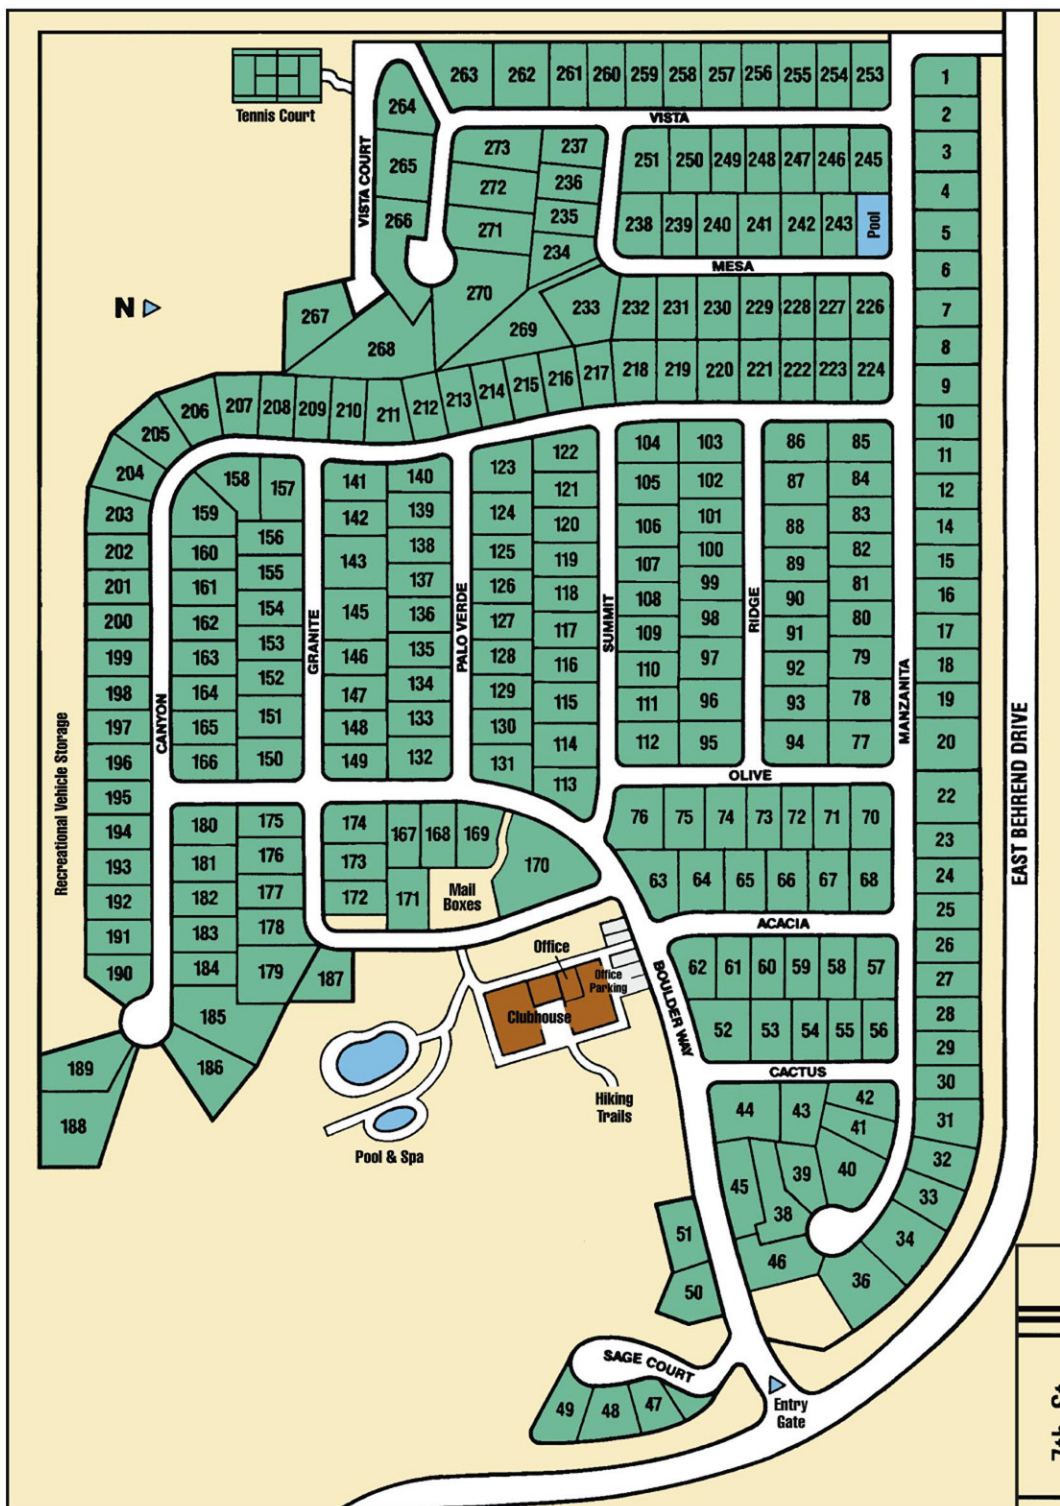 263 262 261 260 259 258 257 256 255 254 253
1
Tennis Court
264
VISTA
2
VISTA COURT
273 237
251 250 249 248 247 246 245
3
265
272 236
4
266
271 235
238 239 240 241 242 243 Pool
5
234
MESA
6
N
267
270
233 232 231 230 229 228 227 226
7
269
268
8
206 207 208 209 210 211 212 213 214 215 216 217 218 219 220 221 222 223 224
9
205
10
204
158 157
141 140
123 122
104 103
86 85
11
203
159
142 139
124 121
105 102
87 84
12
202
160 156
143 138
125 120
106 101
88 83
14
201
161 155
137
126 119
107 100
89 82
15
200
162 154
145 136
127 118
108 99
90 81
16
GRANITE
PALO VERDE
SUMMIT
RIDGE
199
163 153
146 135
128 117
109 98
91 80
17
198
164 152
147 134
129 116
110 97
92 79
18
197
165 151
148 133
130 115
111 96
93 78
19
CANYON
MANZANITA
196
166 150
149 132
131 114
112 95
94 77
20
EAST BEHREND DRIVE
Recreational Vehicle Storage
195
113
OLIVE
22
194
180 175
174 167 168 169
76 75 74 73 72 71 70
23
193
181 176
173
170
63 64 65 66 67 68
24
192
182 177
172 171
Mail
Boxes
25
191
183 178
ACACIA
26
190
184 179
187
Office
Office
Parking
62 61 60 59 58 57
27
185
Clubhouse
BOULDER WAY
52 53 54 55 56
28
29
189
186
CACTUS
30
188
Hiking
Trails
44 43 42
31
Pool & Spa
41
32
45 39 40
33
38
34
51
46
36
50
SAGE COURT
49 48 47
Entry
Gate
7th St